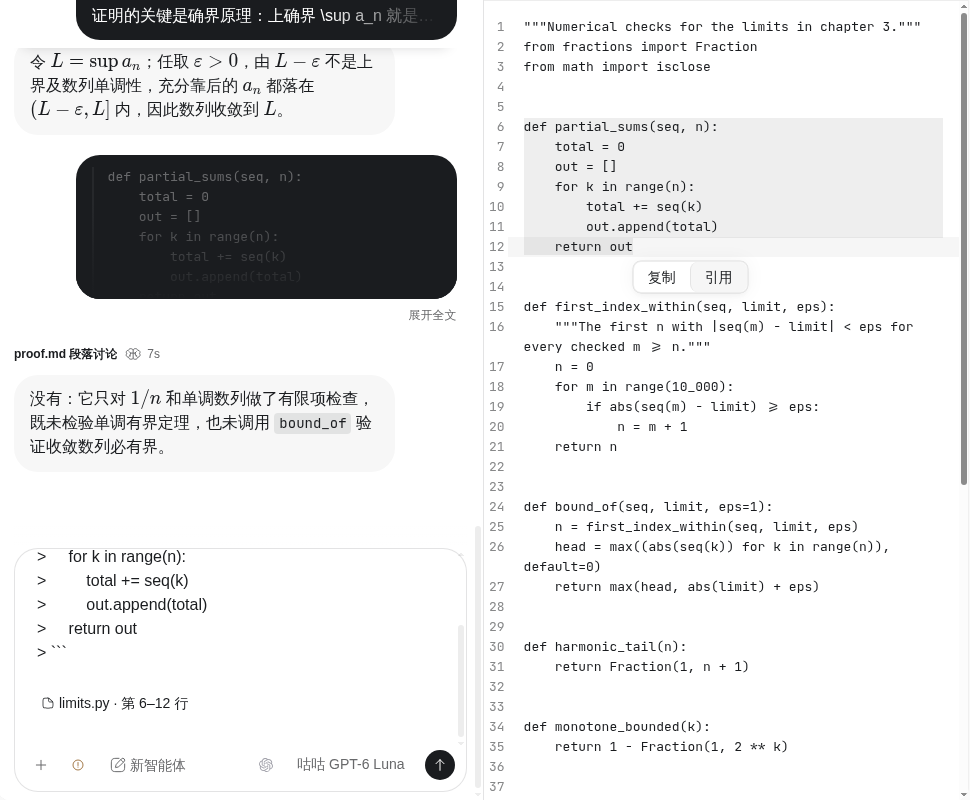 证明的关键是确界原理：上确界 \sup a_n 就是…
令 L = sup aₙ；任取 ε > 0，由 L − ε 不是上
界及数列单调性，充分靠后的 aₙ 都落在
(L − ε, L] 内，因此数列收敛到 L。
def partial_sums(seq, n):
    total = 0
    out = []
    for k in range(n):
        total += seq(k)
        out.append(total)
展开全文
proof.md 段落讨论 7s
没有：它只对 1/n 和单调数列做了有限项检查，
既未检验单调有界定理，也未调用 bound_of 验
证收敛数列必有界。
>     for k in range(n):
>         total += seq(k)
>         out.append(total)
>     return out
> ```
limits.py · 第 6–12 行
新智能体
咕咕 GPT-6 Luna
1 """Numerical checks for the limits in chapter 3."""
2 from fractions import Fraction
3 from math import isclose
4
5
6 def partial_sums(seq, n):
7     total = 0
8     out = []
9     for k in range(n):
10         total += seq(k)
11         out.append(total)
12     return out
13
复制 引用
14
15 def first_index_within(seq, limit, eps):
16     """The first n with |seq(m) - limit| < eps for
every checked m >= n."""
17     n = 0
18     for m in range(10_000):
19         if abs(seq(m) - limit) >= eps:
20             n = m + 1
21     return n
22
23
24 def bound_of(seq, limit, eps=1):
25     n = first_index_within(seq, limit, eps)
26     head = max((abs(seq(k)) for k in range(n)),
default=0)
27     return max(head, abs(limit) + eps)
28
29
30 def harmonic_tail(n):
31     return Fraction(1, n + 1)
32
33
34 def monotone_bounded(k):
35     return 1 - Fraction(1, 2 ** k)
36
37